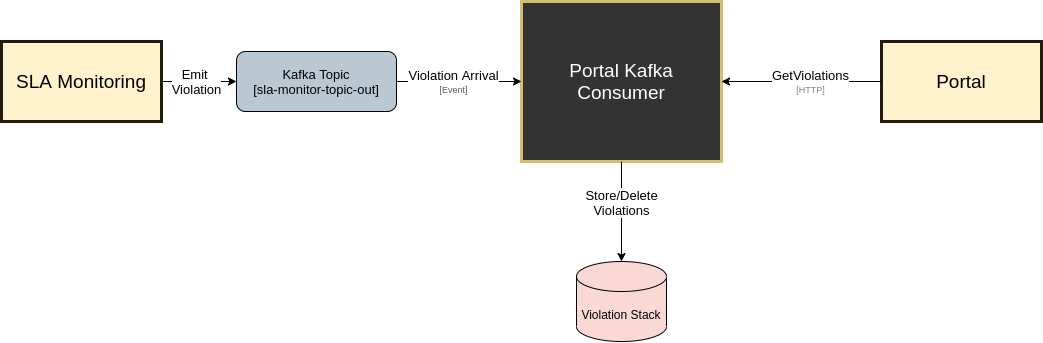 SLA Monitoring
Emit
Violation
Kafka Topic
[sla-monitor-topic-out]
Violation Arrival
[Event]
Portal Kafka
Consumer
GetViolations
[HTTP]
Portal
Store/Delete
Violations
Violation Stack